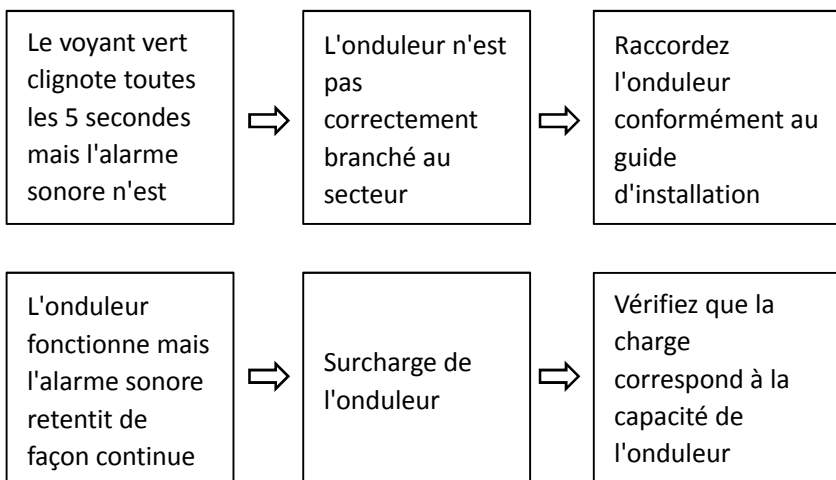 Le voyant vert
clignote toutes
les 5 secondes
mais l'alarme
sonore n'est
L'onduleur n'est
pas
correctement
branché au
secteur
Raccordez
l'onduleur
conformément au
guide
d'installation
L'onduleur
fonctionne mais
l'alarme sonore
retentit de
façon continue
Surcharge de
l'onduleur
Vérifiez que la
charge
correspond à la
capacité de
l'onduleur